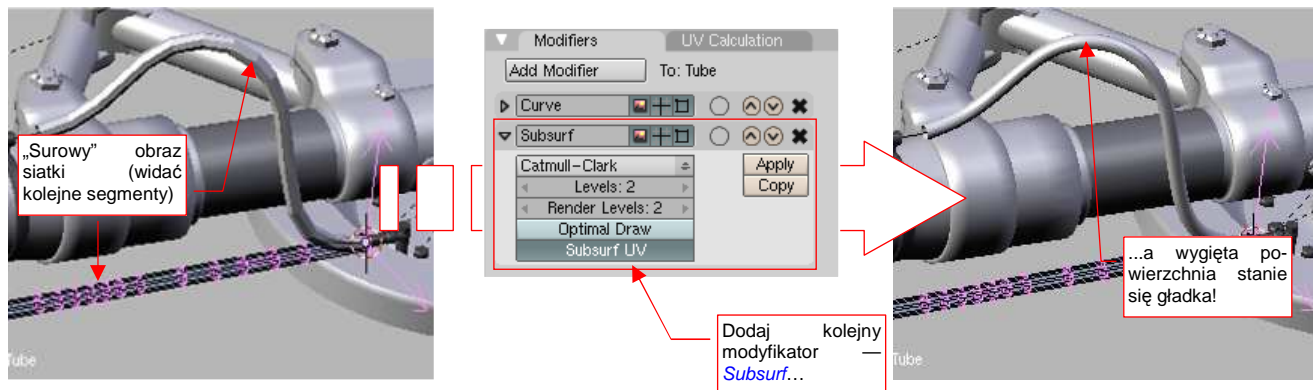 „Surowy” obraz
siatki (widać
kolejne segmenty)
Tube
Modifiers UV Calculation
Add Modifier To: Tube
Curve
Subsurf
Catmull-Clark
Apply
Levels: 2
Copy
Render Levels: 2
Optimal Draw
Subsurf UV
Dodaj kolejny
modyfikator —
Subsurf...
...a wygięta po-
wierzchnia stanie
się gładka!
Tube